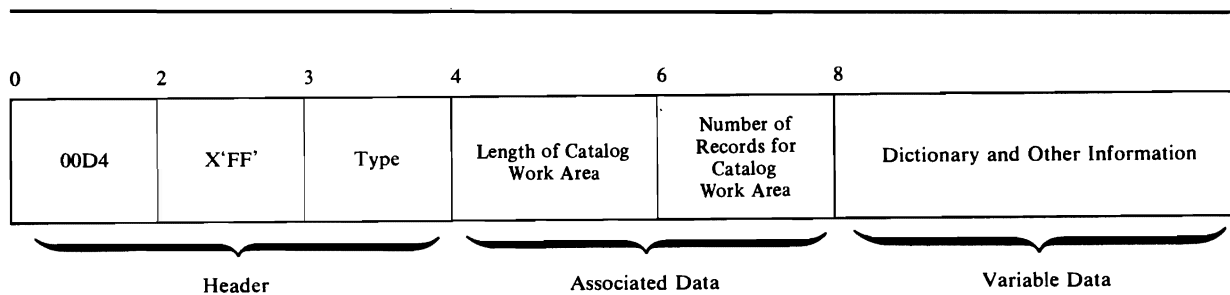 0 2 3 4 6 8
00D4
X'FF'
Type
Length of Catalog
Work Area
Number of
Records for
Catalog
Work Area
Dictionary and Other Information
Header
Associated Data
Variable Data